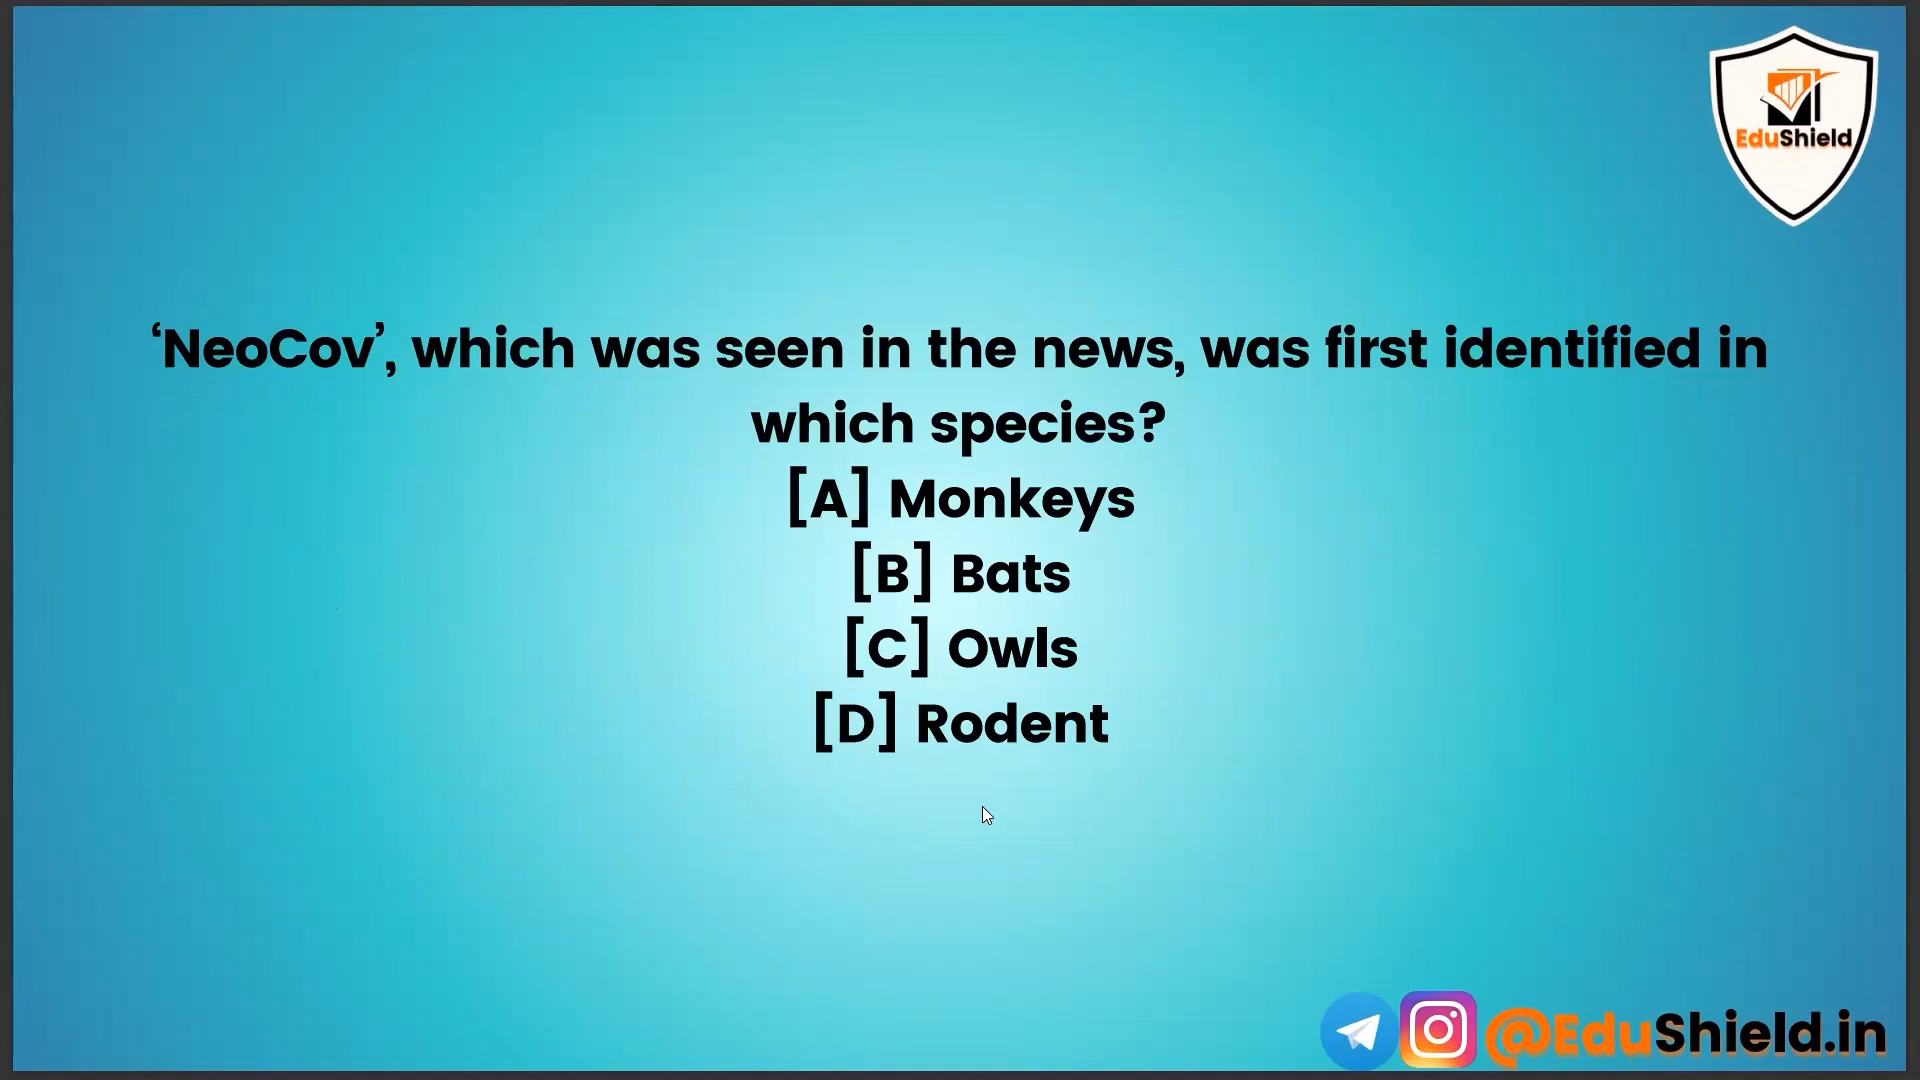 EduShield
‘NeoCov’, which was seen in the news, was first identified in
which species?
[A] Monkeys
[B] Bats
[C] Owls
[D] Rodent
@EduShield.in